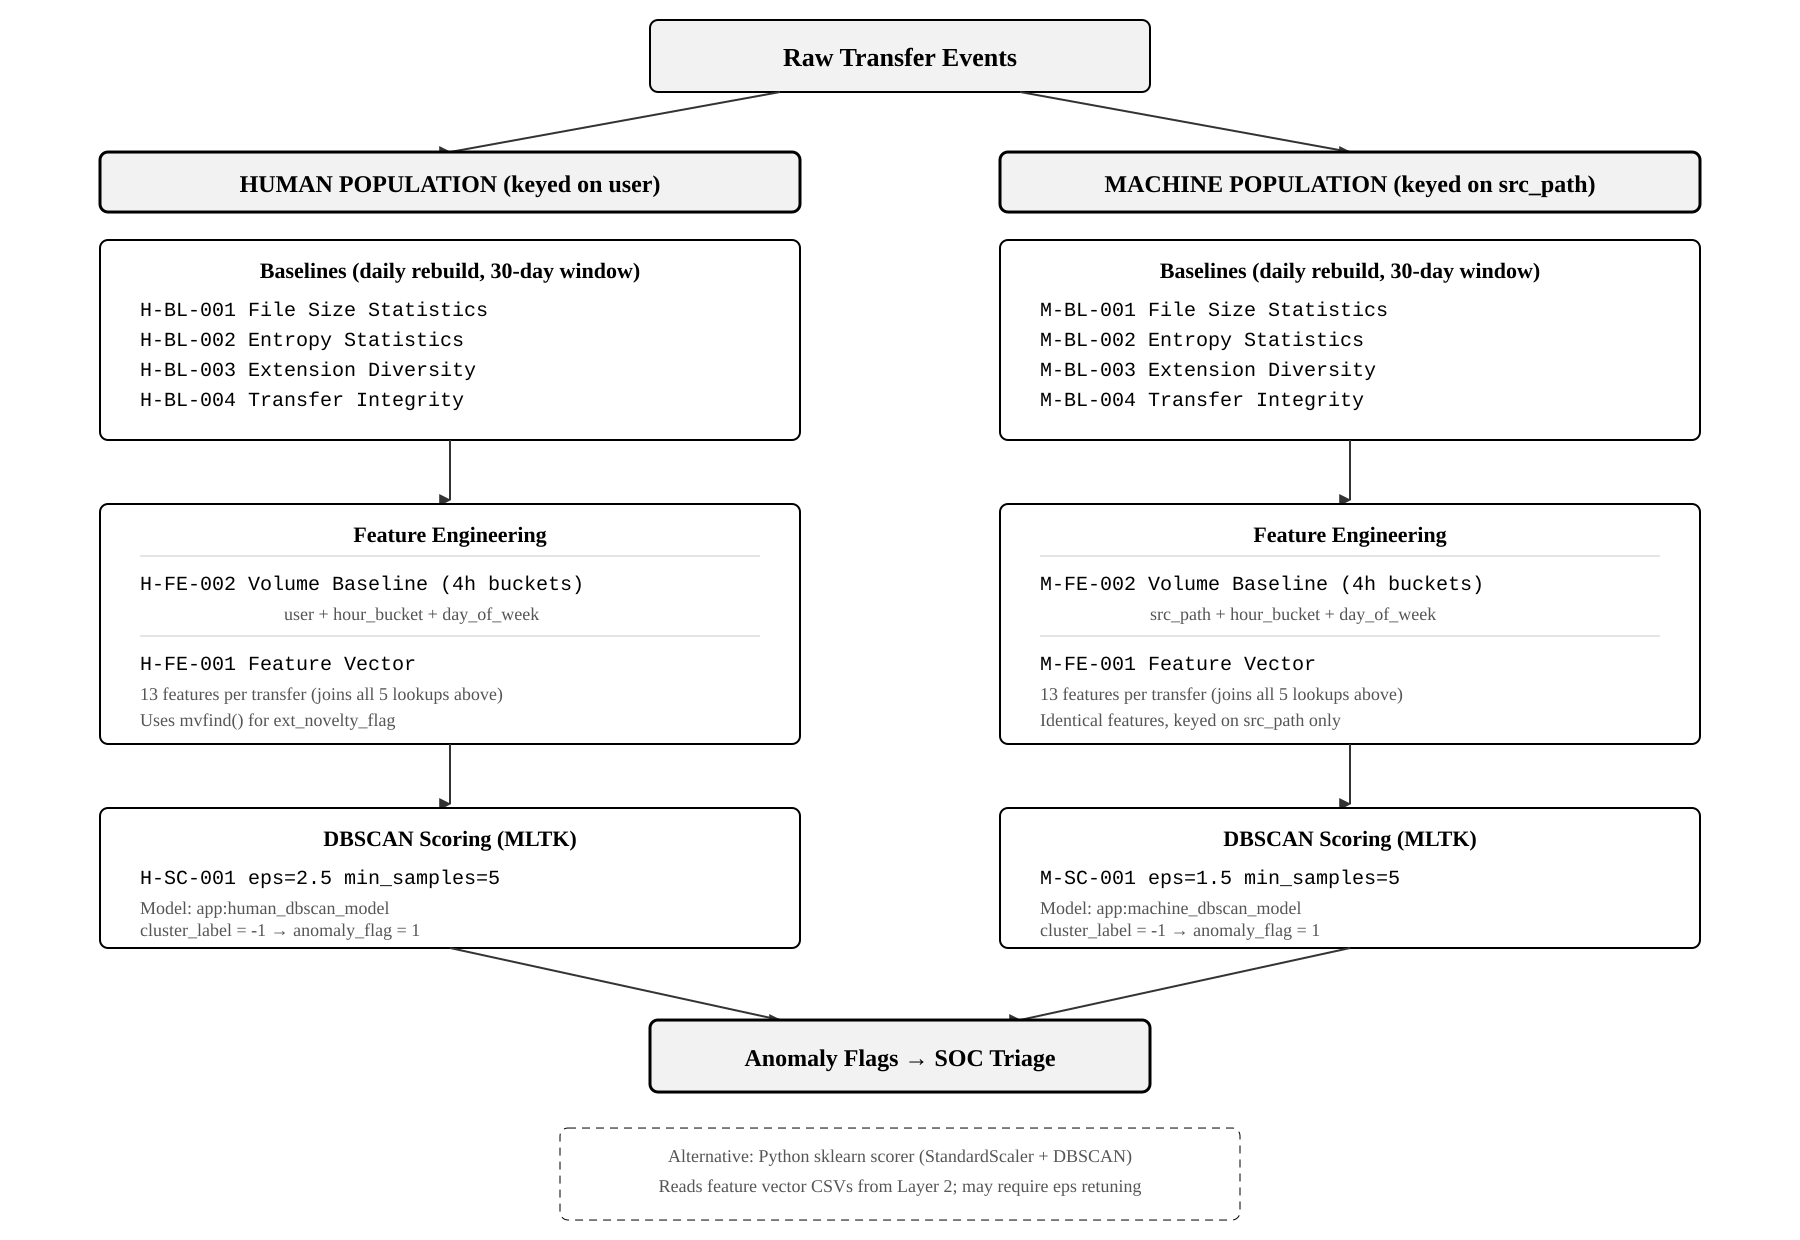 Raw Transfer Events
HUMAN POPULATION (keyed on user)
Baselines (daily rebuild, 30-day window)
H-BL-001 File Size Statistics
H-BL-002 Entropy Statistics
H-BL-003 Extension Diversity
H-BL-004 Transfer Integrity
Feature Engineering
H-FE-002 Volume Baseline (4h buckets)
user + hour_bucket + day_of_week
H-FE-001 Feature Vector
13 features per transfer (joins all 5 lookups above)
Uses mvfind() for ext_novelty_flag
DBSCAN Scoring (MLTK)
H-SC-001 eps=2.5 min_samples=5
Model: app:human_dbscan_model
cluster_label = -1 → anomaly_flag = 1
MACHINE POPULATION (keyed on src_path)
Baselines (daily rebuild, 30-day window)
M-BL-001 File Size Statistics
M-BL-002 Entropy Statistics
M-BL-003 Extension Diversity
M-BL-004 Transfer Integrity
Feature Engineering
M-FE-002 Volume Baseline (4h buckets)
src_path + hour_bucket + day_of_week
M-FE-001 Feature Vector
13 features per transfer (joins all 5 lookups above)
Identical features, keyed on src_path only
DBSCAN Scoring (MLTK)
M-SC-001 eps=1.5 min_samples=5
Model: app:machine_dbscan_model
cluster_label = -1 → anomaly_flag = 1
Anomaly Flags → SOC Triage
Alternative: Python sklearn scorer (StandardScaler + DBSCAN)
Reads feature vector CSVs from Layer 2; may require eps retuning